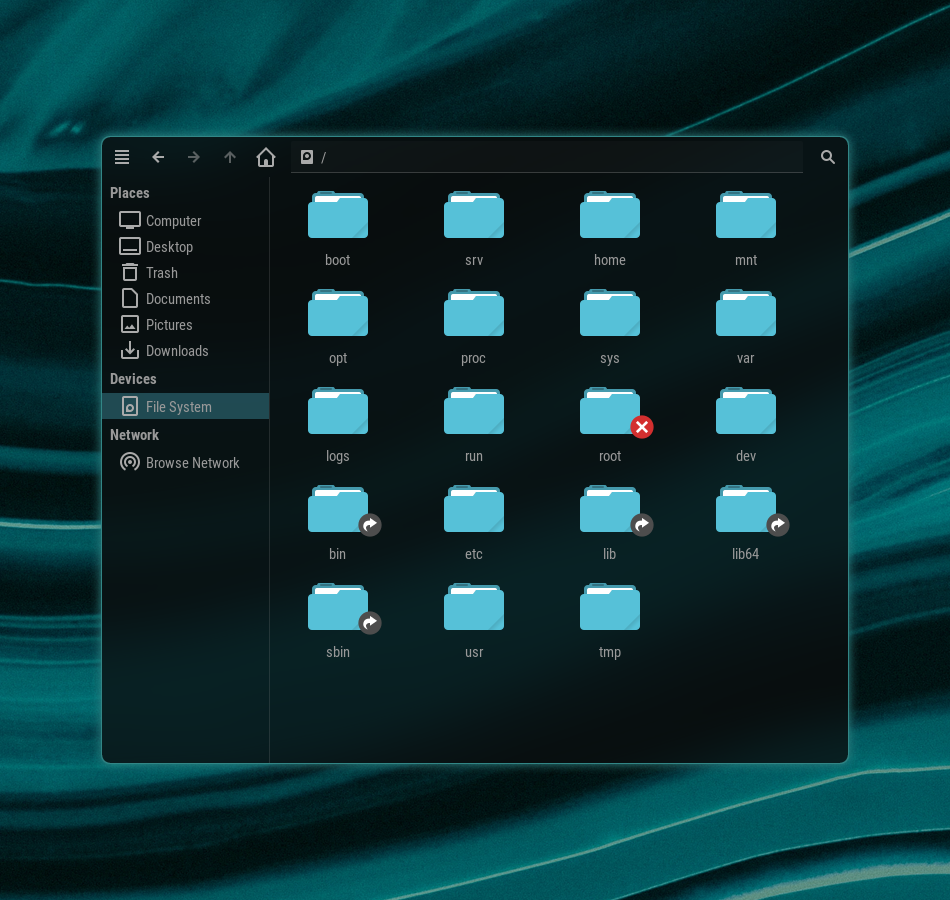 /
Places
Computer
Desktop
Trash
Documents
Pictures
Downloads
Devices
File System
Network
Browse Network
boot srv home mnt
opt proc sys var
logs run root dev
bin etc lib lib64
sbin usr tmp